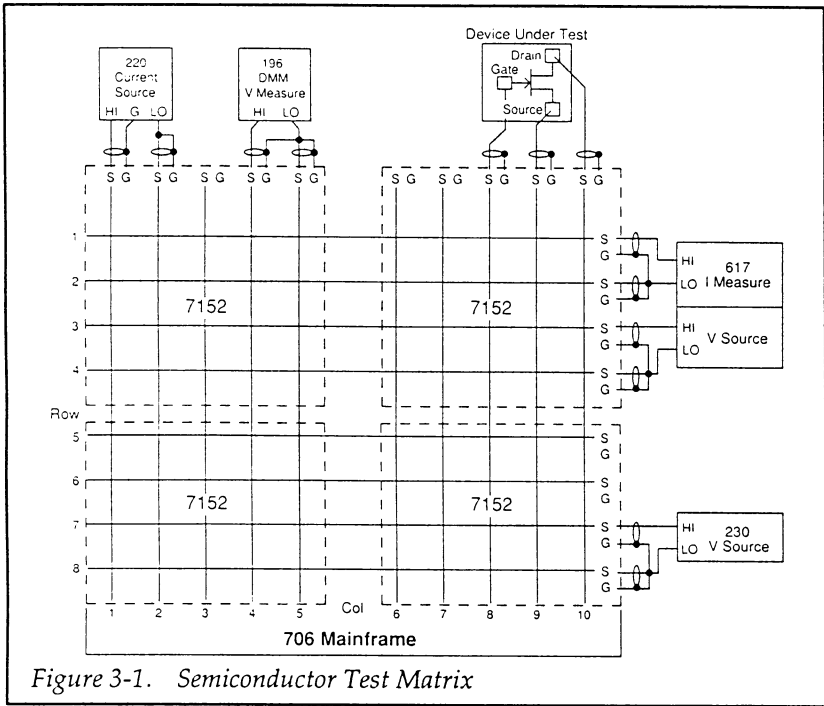 Device Under Test
220
Current
Source
HI G LO
196
DMM
V Measure
HI LO
Drain
Gate
Source
S G S G S G S G S G
S G S G S G S G S G
1
2
3
4
Row
5
6
7
8
7152
7152
7152
7152
S
G
S
G
S
G
S
G
S
G
S
G
S
G
S
G
HI
LO
617
I Measure
HI
LO
V Source
HI
LO
230
V Source
1 2 3 4 5 Col 6 7 8 9 10
706 Mainframe
Figure 3-1. Semiconductor Test Matrix